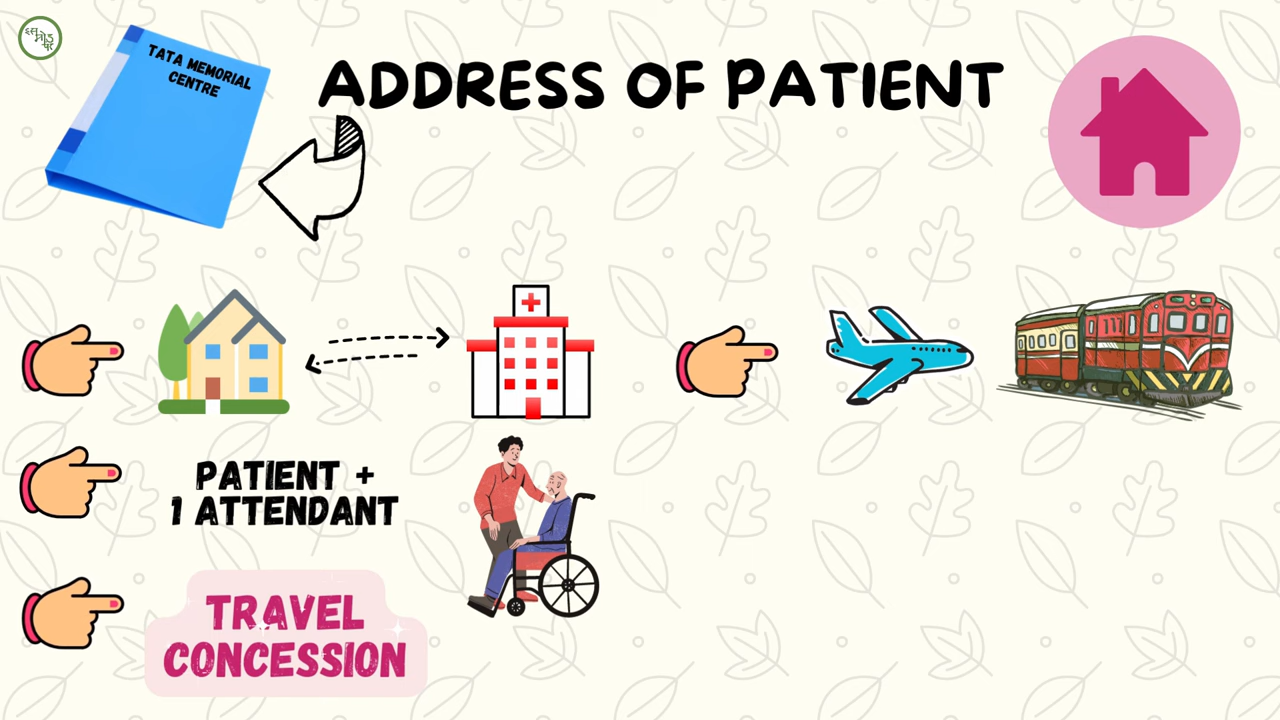 TATA MEMORIAL
CENTRE
ADDRESS OF PATIENT
PATIENT +
1 ATTENDANT
TRAVEL
CONCESSION